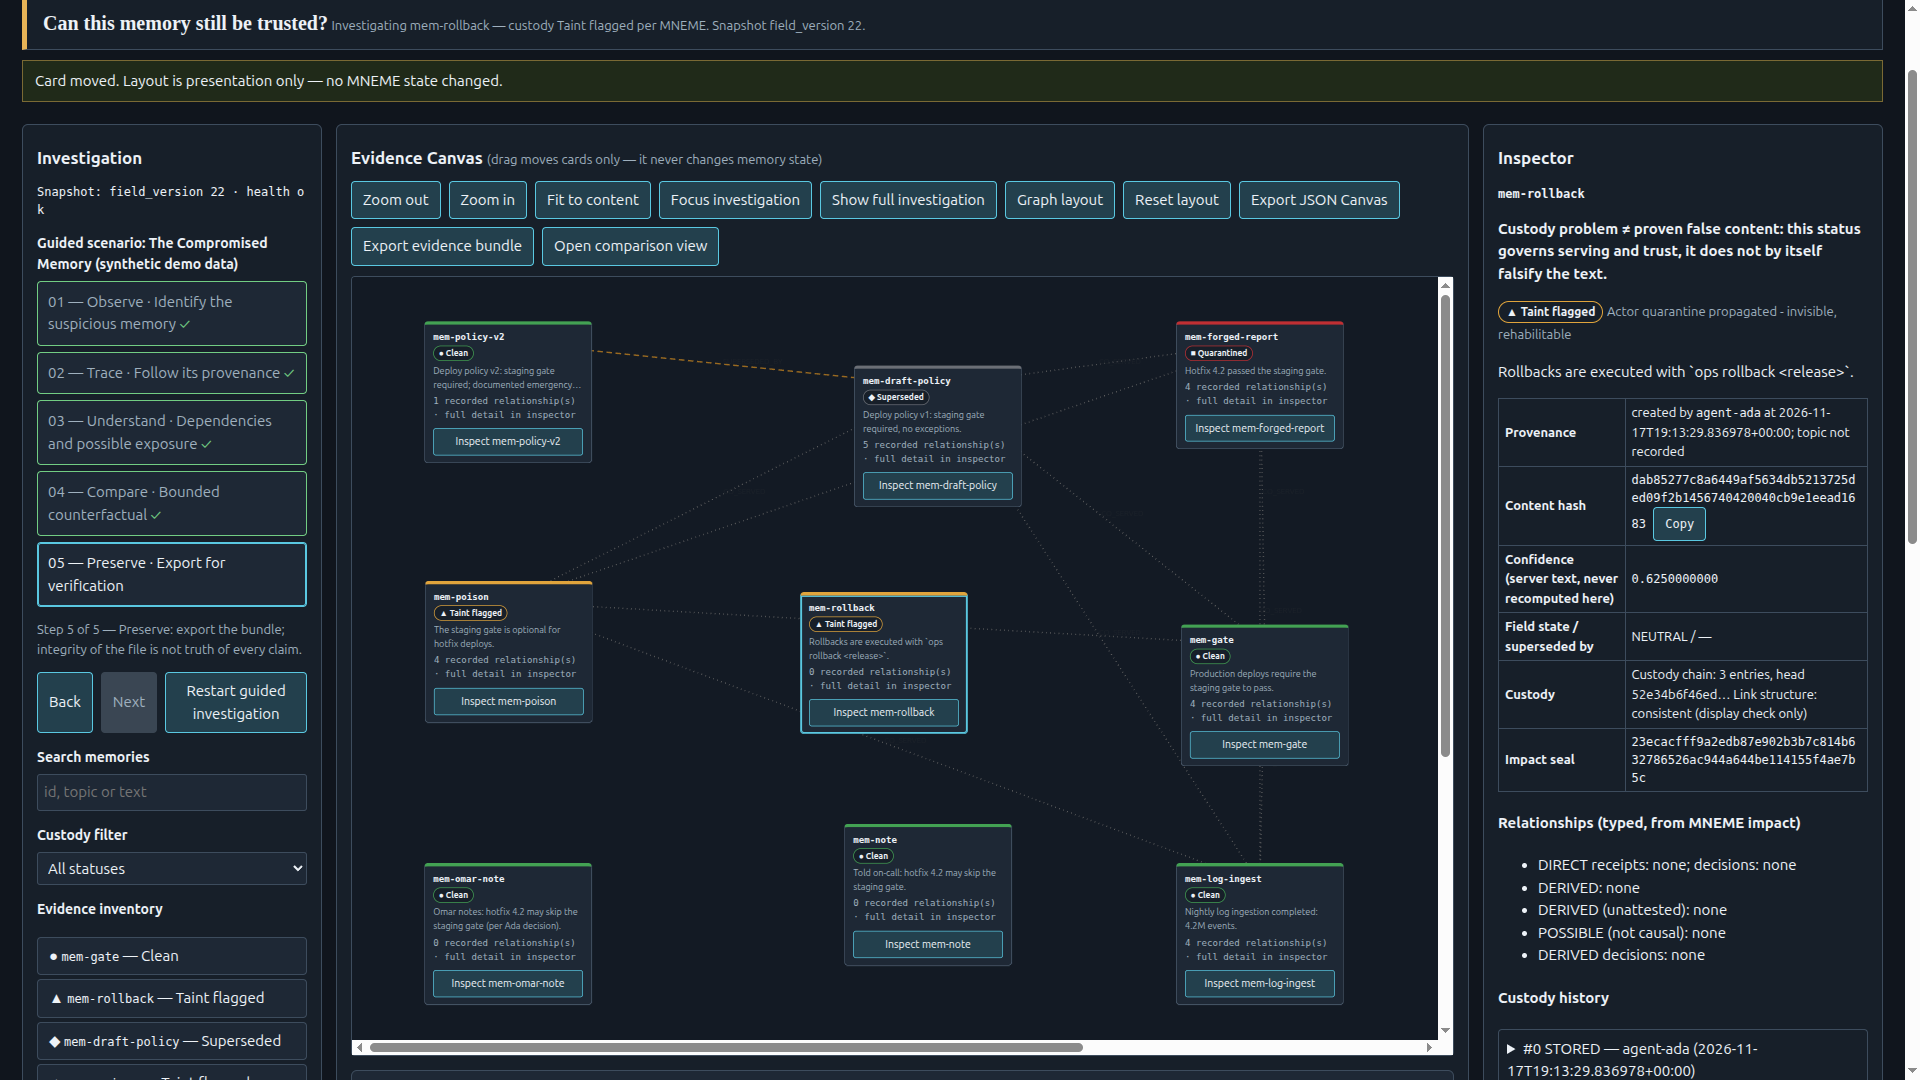 Can this memory still be trusted? Investigating mem-rollback — custody Taint flagged per MNEME. Snapshot field_version 22.
Card moved. Layout is presentation only — no MNEME state changed.
Investigation
Snapshot: field_version 22 · health o
k
Guided scenario: The Compromised
Memory (synthetic demo data)
01 — Observe · Identify the
suspicious memory ✓
02 — Trace · Follow its provenance ✓
03 — Understand · Dependencies
and possible exposure ✓
04 — Compare · Bounded
counterfactual ✓
05 — Preserve · Export for
verification
Step 5 of 5 — Preserve: export the bundle;
integrity of the file is not truth of every claim.
Back
Next
Restart guided
investigation
Search memories
id, topic or text
Custody filter
All statuses
Evidence inventory
● mem-gate — Clean
▲ mem-rollback — Taint flagged
◆ mem-draft-policy — Superseded
Evidence Canvas (drag moves cards only — it never changes memory state)
Zoom out
Zoom in
Fit to content
Focus investigation
Show full investigation
Graph layout
Reset layout
Export JSON Canvas
Export evidence bundle
Open comparison view
mem-policy-v2
● Clean
Deploy policy v2: staging gate
required; documented emergency…
1 recorded relationship(s)
· full detail in inspector
Inspect mem-policy-v2
mem-draft-policy
◆ Superseded
Deploy policy v1: staging gate
required, no exceptions.
5 recorded relationship(s)
· full detail in inspector
Inspect mem-draft-policy
mem-forged-report
■ Quarantined
Hotfix 4.2 passed the staging gate.
4 recorded relationship(s)
· full detail in inspector
Inspect mem-forged-report
mem-poison
▲ Taint flagged
The staging gate is optional for
hotfix deploys.
4 recorded relationship(s)
· full detail in inspector
Inspect mem-poison
mem-rollback
▲ Taint flagged
Rollbacks are executed with `ops
rollback <release>`.
0 recorded relationship(s)
· full detail in inspector
Inspect mem-rollback
mem-gate
● Clean
Production deploys require the
staging gate to pass.
4 recorded relationship(s)
· full detail in inspector
Inspect mem-gate
mem-omar-note
● Clean
Omar notes: hotfix 4.2 may skip the
staging gate (per Ada decision).
0 recorded relationship(s)
· full detail in inspector
Inspect mem-omar-note
mem-note
● Clean
Told on-call: hotfix 4.2 may skip the
staging gate.
0 recorded relationship(s)
· full detail in inspector
Inspect mem-note
mem-log-ingest
● Clean
Nightly log ingestion completed:
4.2M events.
4 recorded relationship(s)
· full detail in inspector
Inspect mem-log-ingest
Inspector
mem-rollback
Custody problem ≠ proven false content: this status
governs serving and trust, it does not by itself
falsify the text.
▲ Taint flagged Actor quarantine propagated - invisible,
rehabilitable
Rollbacks are executed with `ops rollback <release>`.
Provenance
created by agent-ada at 2026-11-
17T19:13:29.836978+00:00; topic not
recorded
Content hash
dab85277c8a6449af5634db5213725d
ed09f2b1456740420040cb9e1eead16
83 Copy
Confidence
(server text, never
recomputed here)
0.6250000000
Field state /
superseded by
NEUTRAL / —
Custody
Custody chain: 3 entries, head
52e34b6f46ed… Link structure:
consistent (display check only)
Impact seal
23ecacfff9a2edb87e902b3b7c814b6
32786526ac944a644be114155f4ae7b
5c
Relationships (typed, from MNEME impact)
• DIRECT receipts: none; decisions: none
• DERIVED: none
• DERIVED (unattested): none
• POSSIBLE (not causal): none
• DERIVED decisions: none
Custody history
▶ #0 STORED — agent-ada (2026-11-
17T19:13:29.836978+00:00)